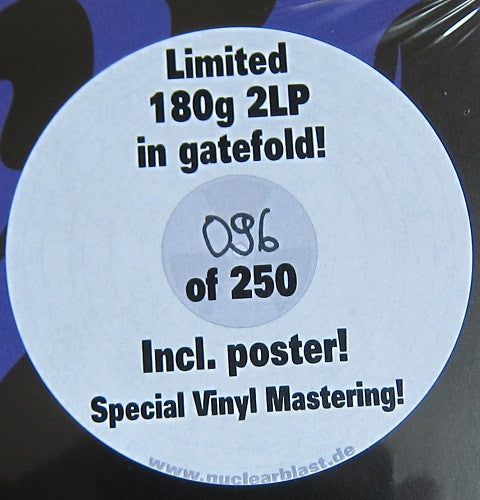 Limited
180g 2LP
in gatefold!
096
of 250
Incl. poster!
Special Vinyl Mastering!
www.nuclearblast.de